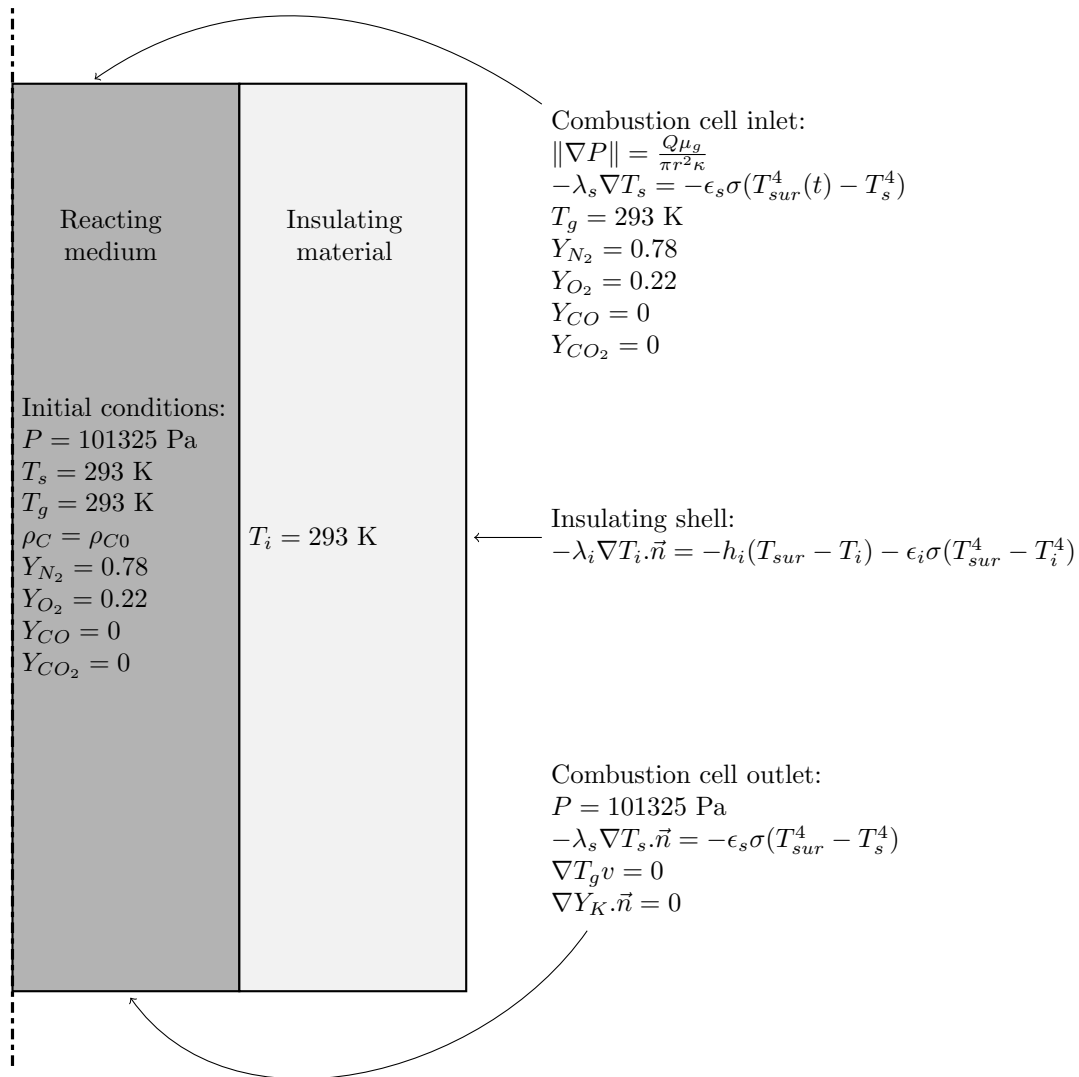 Combustion cell inlet:
‖∇P‖ = Qμ_g / πr²κ
−λ_s∇T_s = −ϵ_sσ(T⁴_sur(t) − T⁴_s)
T_g = 293 K
Y_N₂ = 0.78
Y_O₂ = 0.22
Y_CO = 0
Y_CO₂ = 0
Reacting
medium
Insulating
material
Initial conditions:
P = 101325 Pa
T_s = 293 K
T_g = 293 K
ρ_C = ρ_C0
Y_N₂ = 0.78
Y_O₂ = 0.22
Y_CO = 0
Y_CO₂ = 0
T_i = 293 K
Insulating shell:
−λ_i∇T_i.n⃗ = −h_i(T_sur − T_i) − ϵ_iσ(T⁴_sur − T⁴_i)
Combustion cell outlet:
P = 101325 Pa
−λ_s∇T_s.n⃗ = −ϵ_sσ(T⁴_sur − T⁴_s)
∇T_gv = 0
∇Y_K.n⃗ = 0